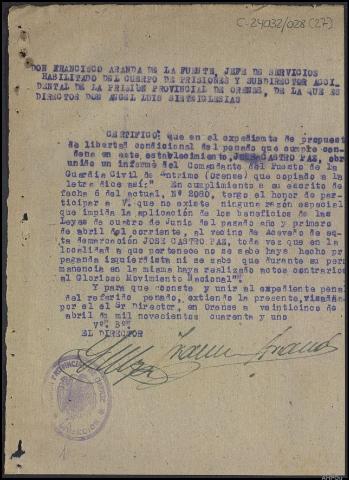 C-24032/028(27)
DON FRANCISCO ARANDA DE LA FUENTE, JEFE DE SERVICIOS
HABILITADO DEL CUERPO DE PRISIONES Y SUBDIRECTOR ACCI
DENTAL DE LA PRISION PROVINCIAL DE ORENSE, DE LA QUE ES
DIRECTOR DON ANGEL LUIS SIETEIGLESIAS
CERTIFICO; que en el expediente de propuest
de libertad condicional del penado que cumple con
dena en este establecimiento, JOSE CASTRO PAZ, obr
unido un informe del Comandante del Puesto de la
Guardia Civil de Entrimo (Orense) que copiado a la
letra dice asi;" En cumplimiento a su escrito de
fecha 6 del actual, Nº 2060, tengo el honor de par-
ticipar a Vª. que no existe ninguna razón especial
que impida la aplicación de los beneficios de las
Leyes de cuatro de Junio del pasado año y primero
de abril del corriente, al vecino de Acevedo de es
ta demarcación JOSE CASTRO PAZ, toda vez que en la
localidad a que pertenece no se sabe haya hecho pr
paganda izquierdista ni se sabe que durante su per
manencia en la misma haya realizado actos contrario
al Glorioso Movimiento Nacional"".
Y para que conste y unir al expediente penal
del referido penado, extiendo la presente, visada
por el sr Director, en Orense a veinticinco de
abril de mil novecientos cuarenta y uno
Vº. Bº.
EL DIRECTOR